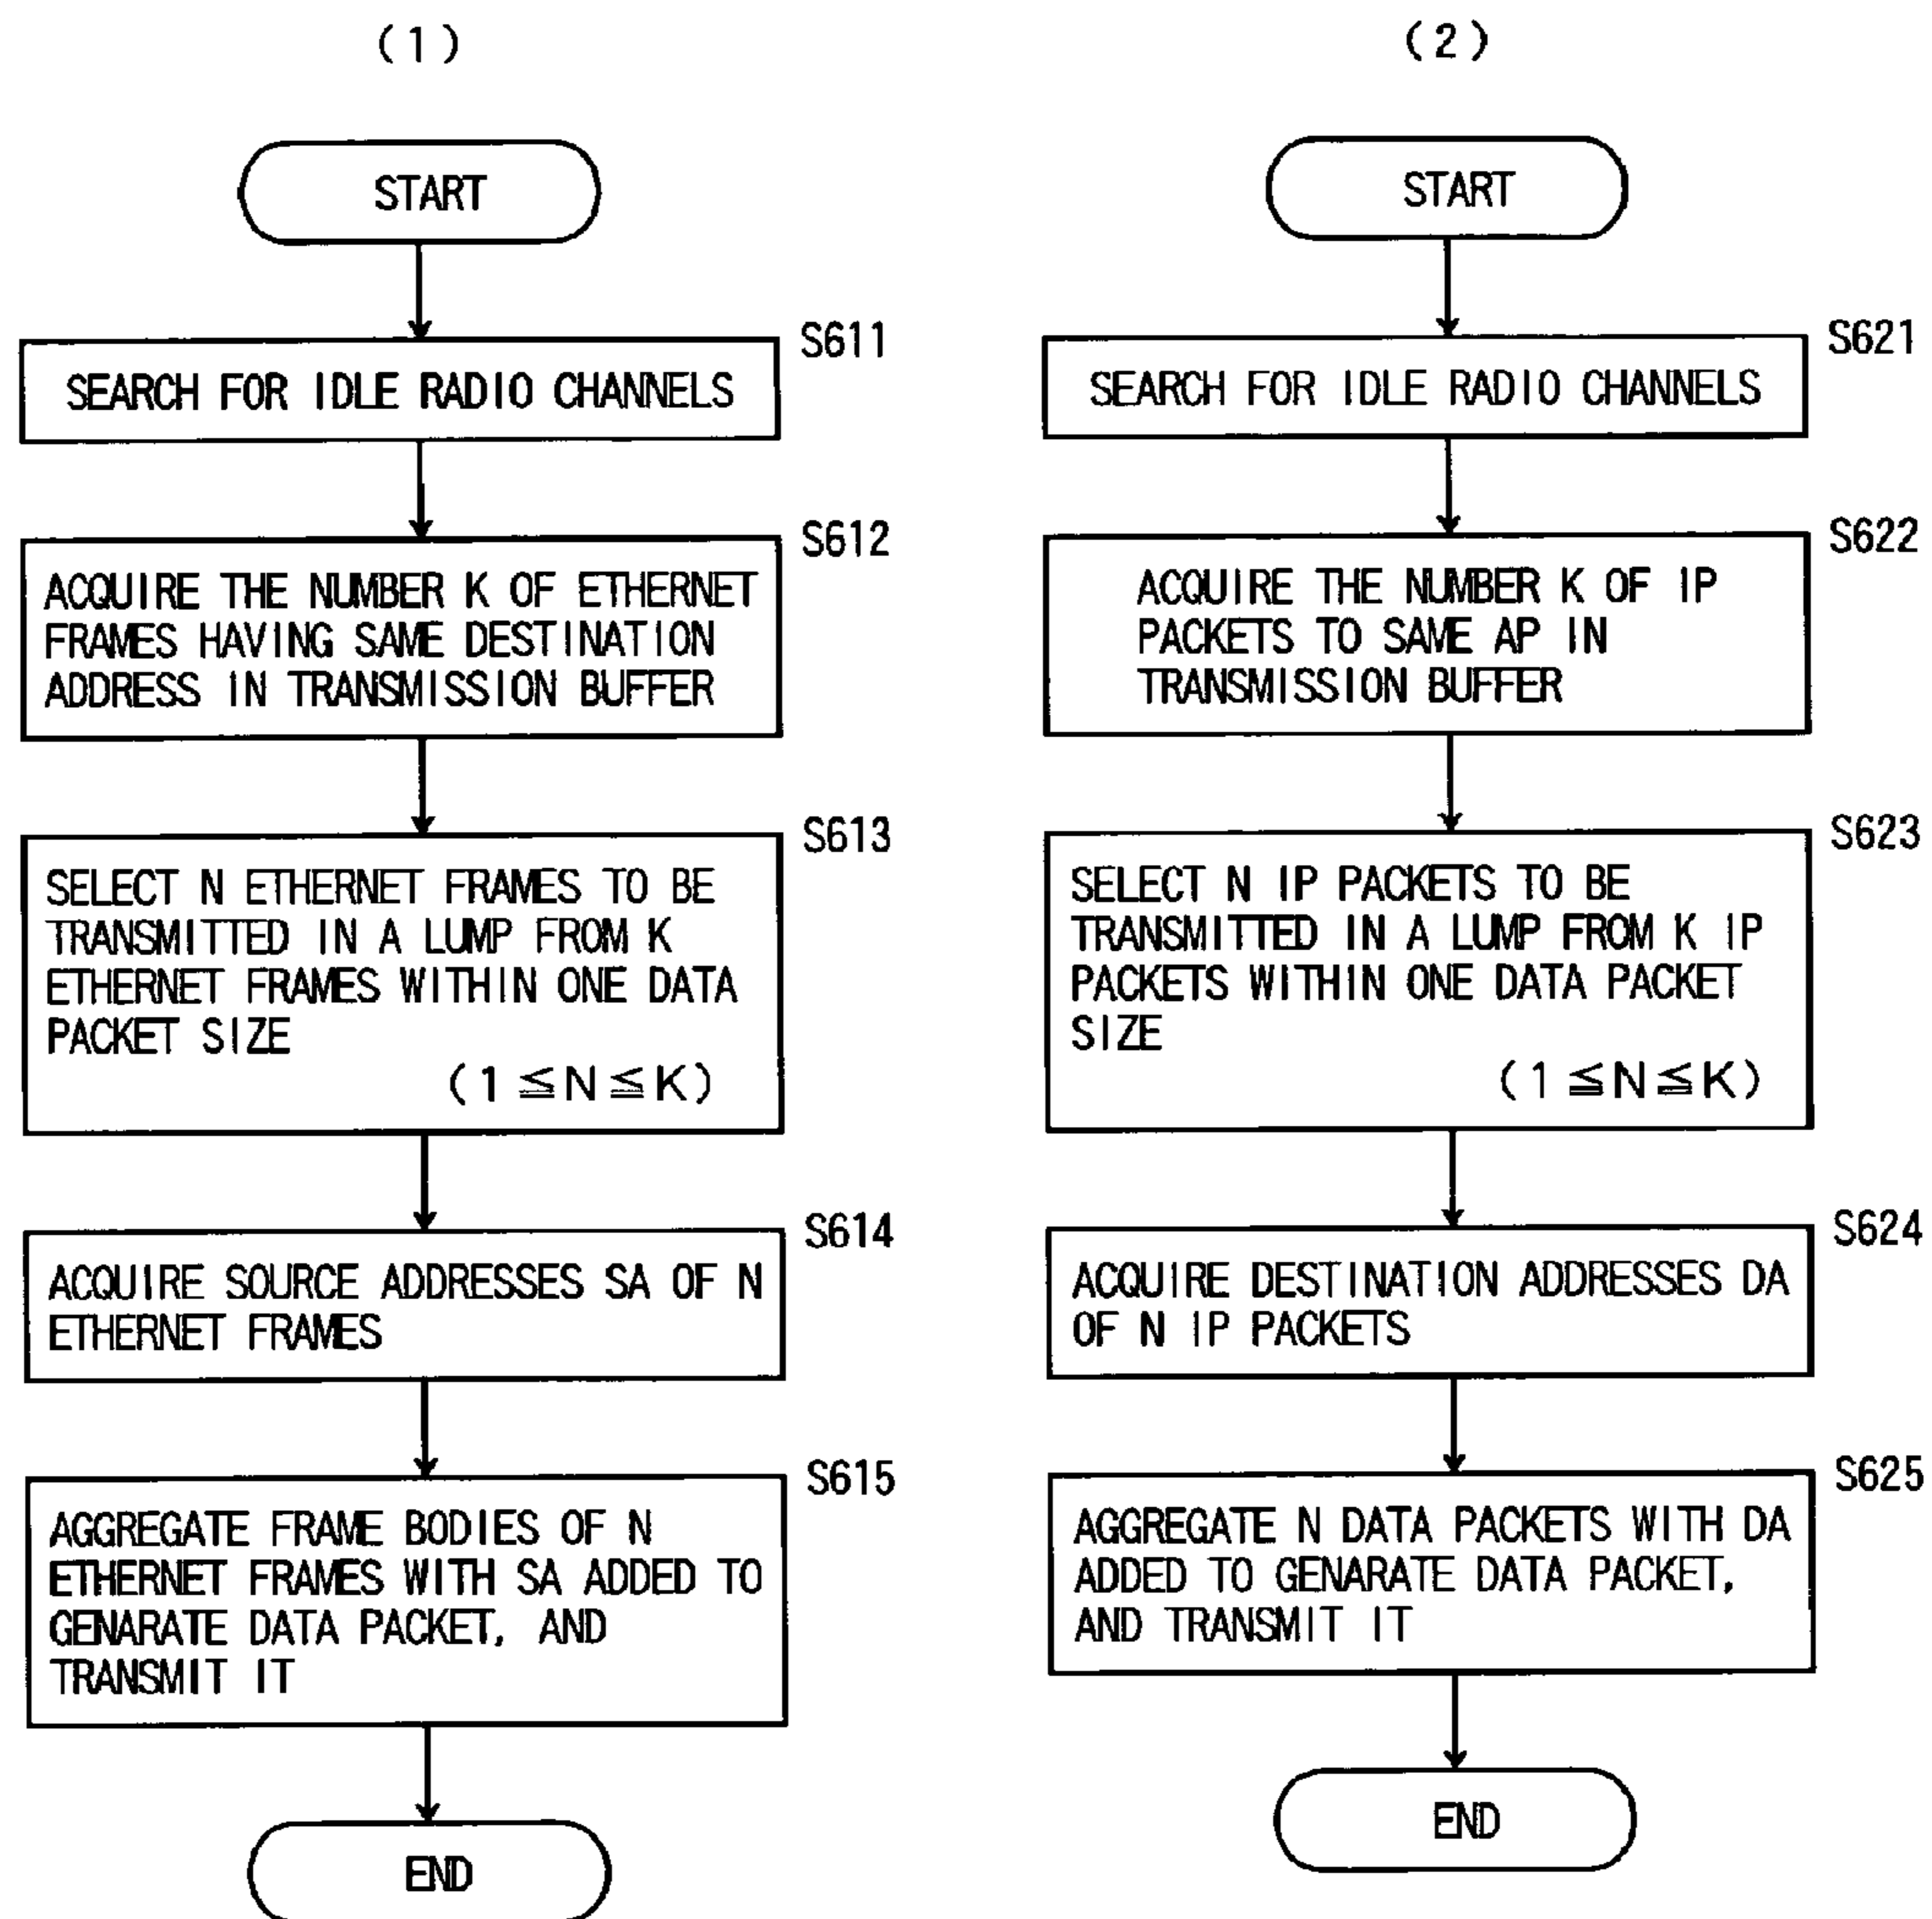 (1)
START
S611
SEARCH FOR IDLE RADIO CHANNELS
S612
ACQUIRE THE NUMBER K OF ETHERNET
FRAMES HAVING SAME DESTINATION
ADDRESS IN TRANSMISSION BUFFER
S613
SELECT N ETHERNET FRAMES TO BE
TRANSMITTED IN A LUMP FROM K
ETHERNET FRAMES WITHIN ONE DATA
PACKET SIZE
(1≦N≦K)
S614
ACQUIRE SOURCE ADDRESSES SA OF N
ETHERNET FRAMES
S615
AGGREGATE FRAME BODIES OF N
ETHERNET FRAMES WITH SA ADDED TO
GENARATE DATA PACKET, AND
TRANSMIT IT
END
(2)
START
S621
SEARCH FOR IDLE RADIO CHANNELS
S622
ACQUIRE THE NUMBER K OF IP
PACKETS TO SAME AP IN
TRANSMISSION BUFFER
S623
SELECT N IP PACKETS TO BE
TRANSMITTED IN A LUMP FROM K IP
PACKETS WITHIN ONE DATA PACKET
SIZE
(1≦N≦K)
S624
ACQUIRE DESTINATION ADDRESSES DA
OF N IP PACKETS
S625
AGGREGATE N DATA PACKETS WITH DA
ADDED TO GENARATE DATA PACKET,
AND TRANSMIT IT
END